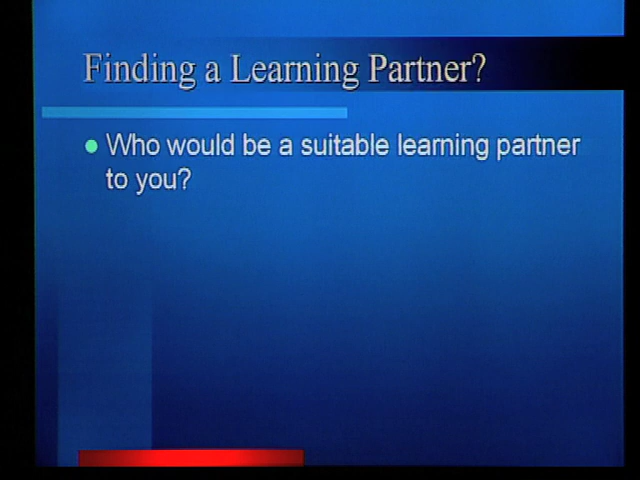 Finding a Learning Partner?
Who would be a suitable learning partner
to you?